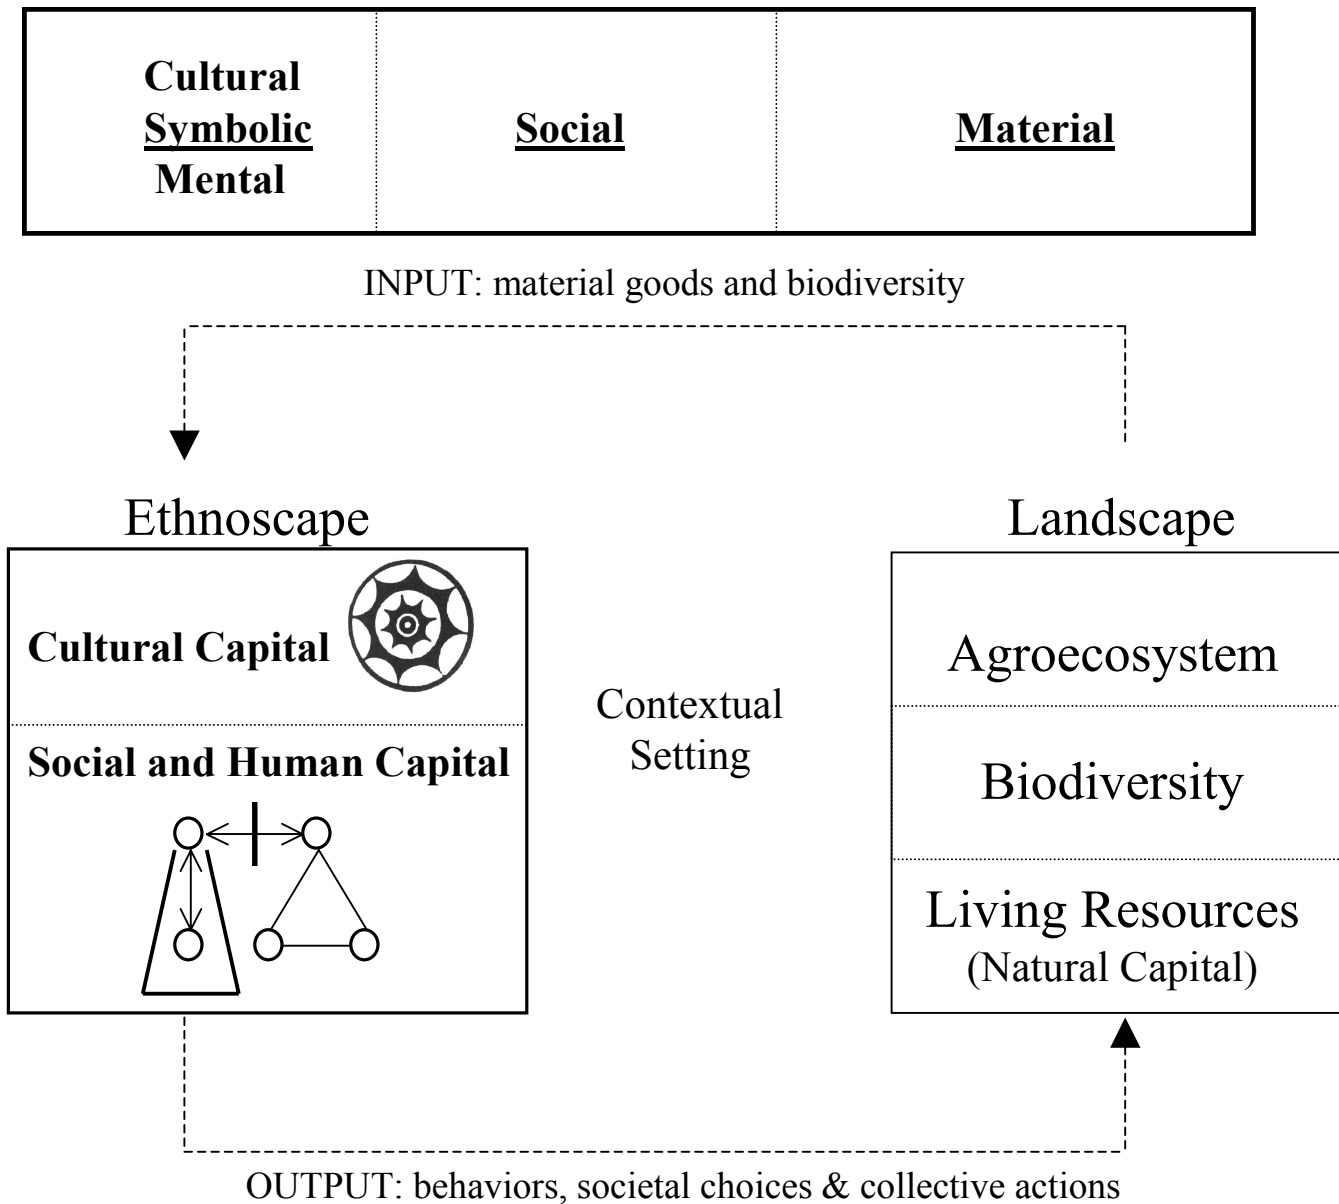 Cultural
Symbolic
Mental
Social
Material
INPUT: material goods and biodiversity
Ethnoscape
Landscape
Cultural Capital
Social and Human Capital
Contextual
Setting
Agroecosystem
Biodiversity
Living Resources
(Natural Capital)
OUTPUT: behaviors, societal choices & collective actions